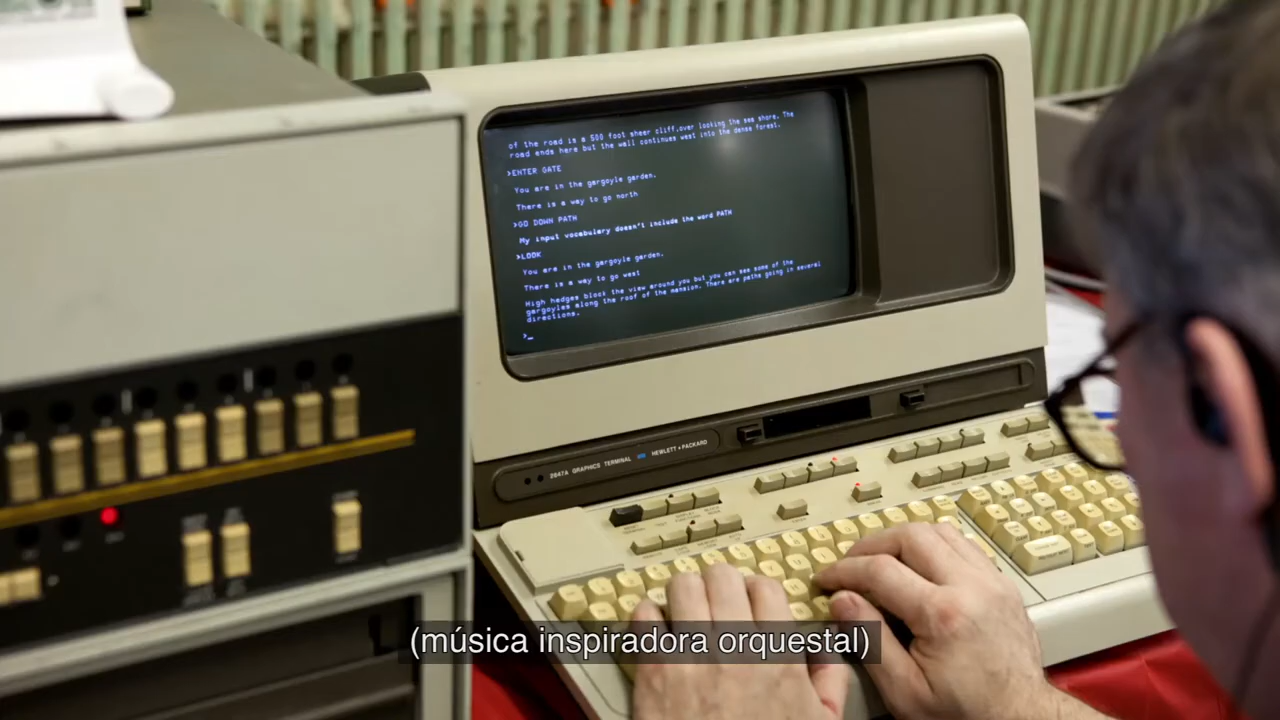 of the road is a 500 foot sheer cliff,over looking the sea shore. The
road ends here but the wall continues west into the dense forest.
>ENTER GATE
You are in the gargoyle garden.
There is a way to go north
>GO DOWN PATH
My input vocabulary doesn't include the word PATH
>LOOK
You are in the gargoyle garden.
There is a way to go west
High hedges block the view around you but you can see some of the
gargoyles along the roof of the mansion. There are paths going in several
directions.
>_
2647A GRAPHICS TERMINAL HEWLETT • PACKARD
(música inspiradora orquestal)